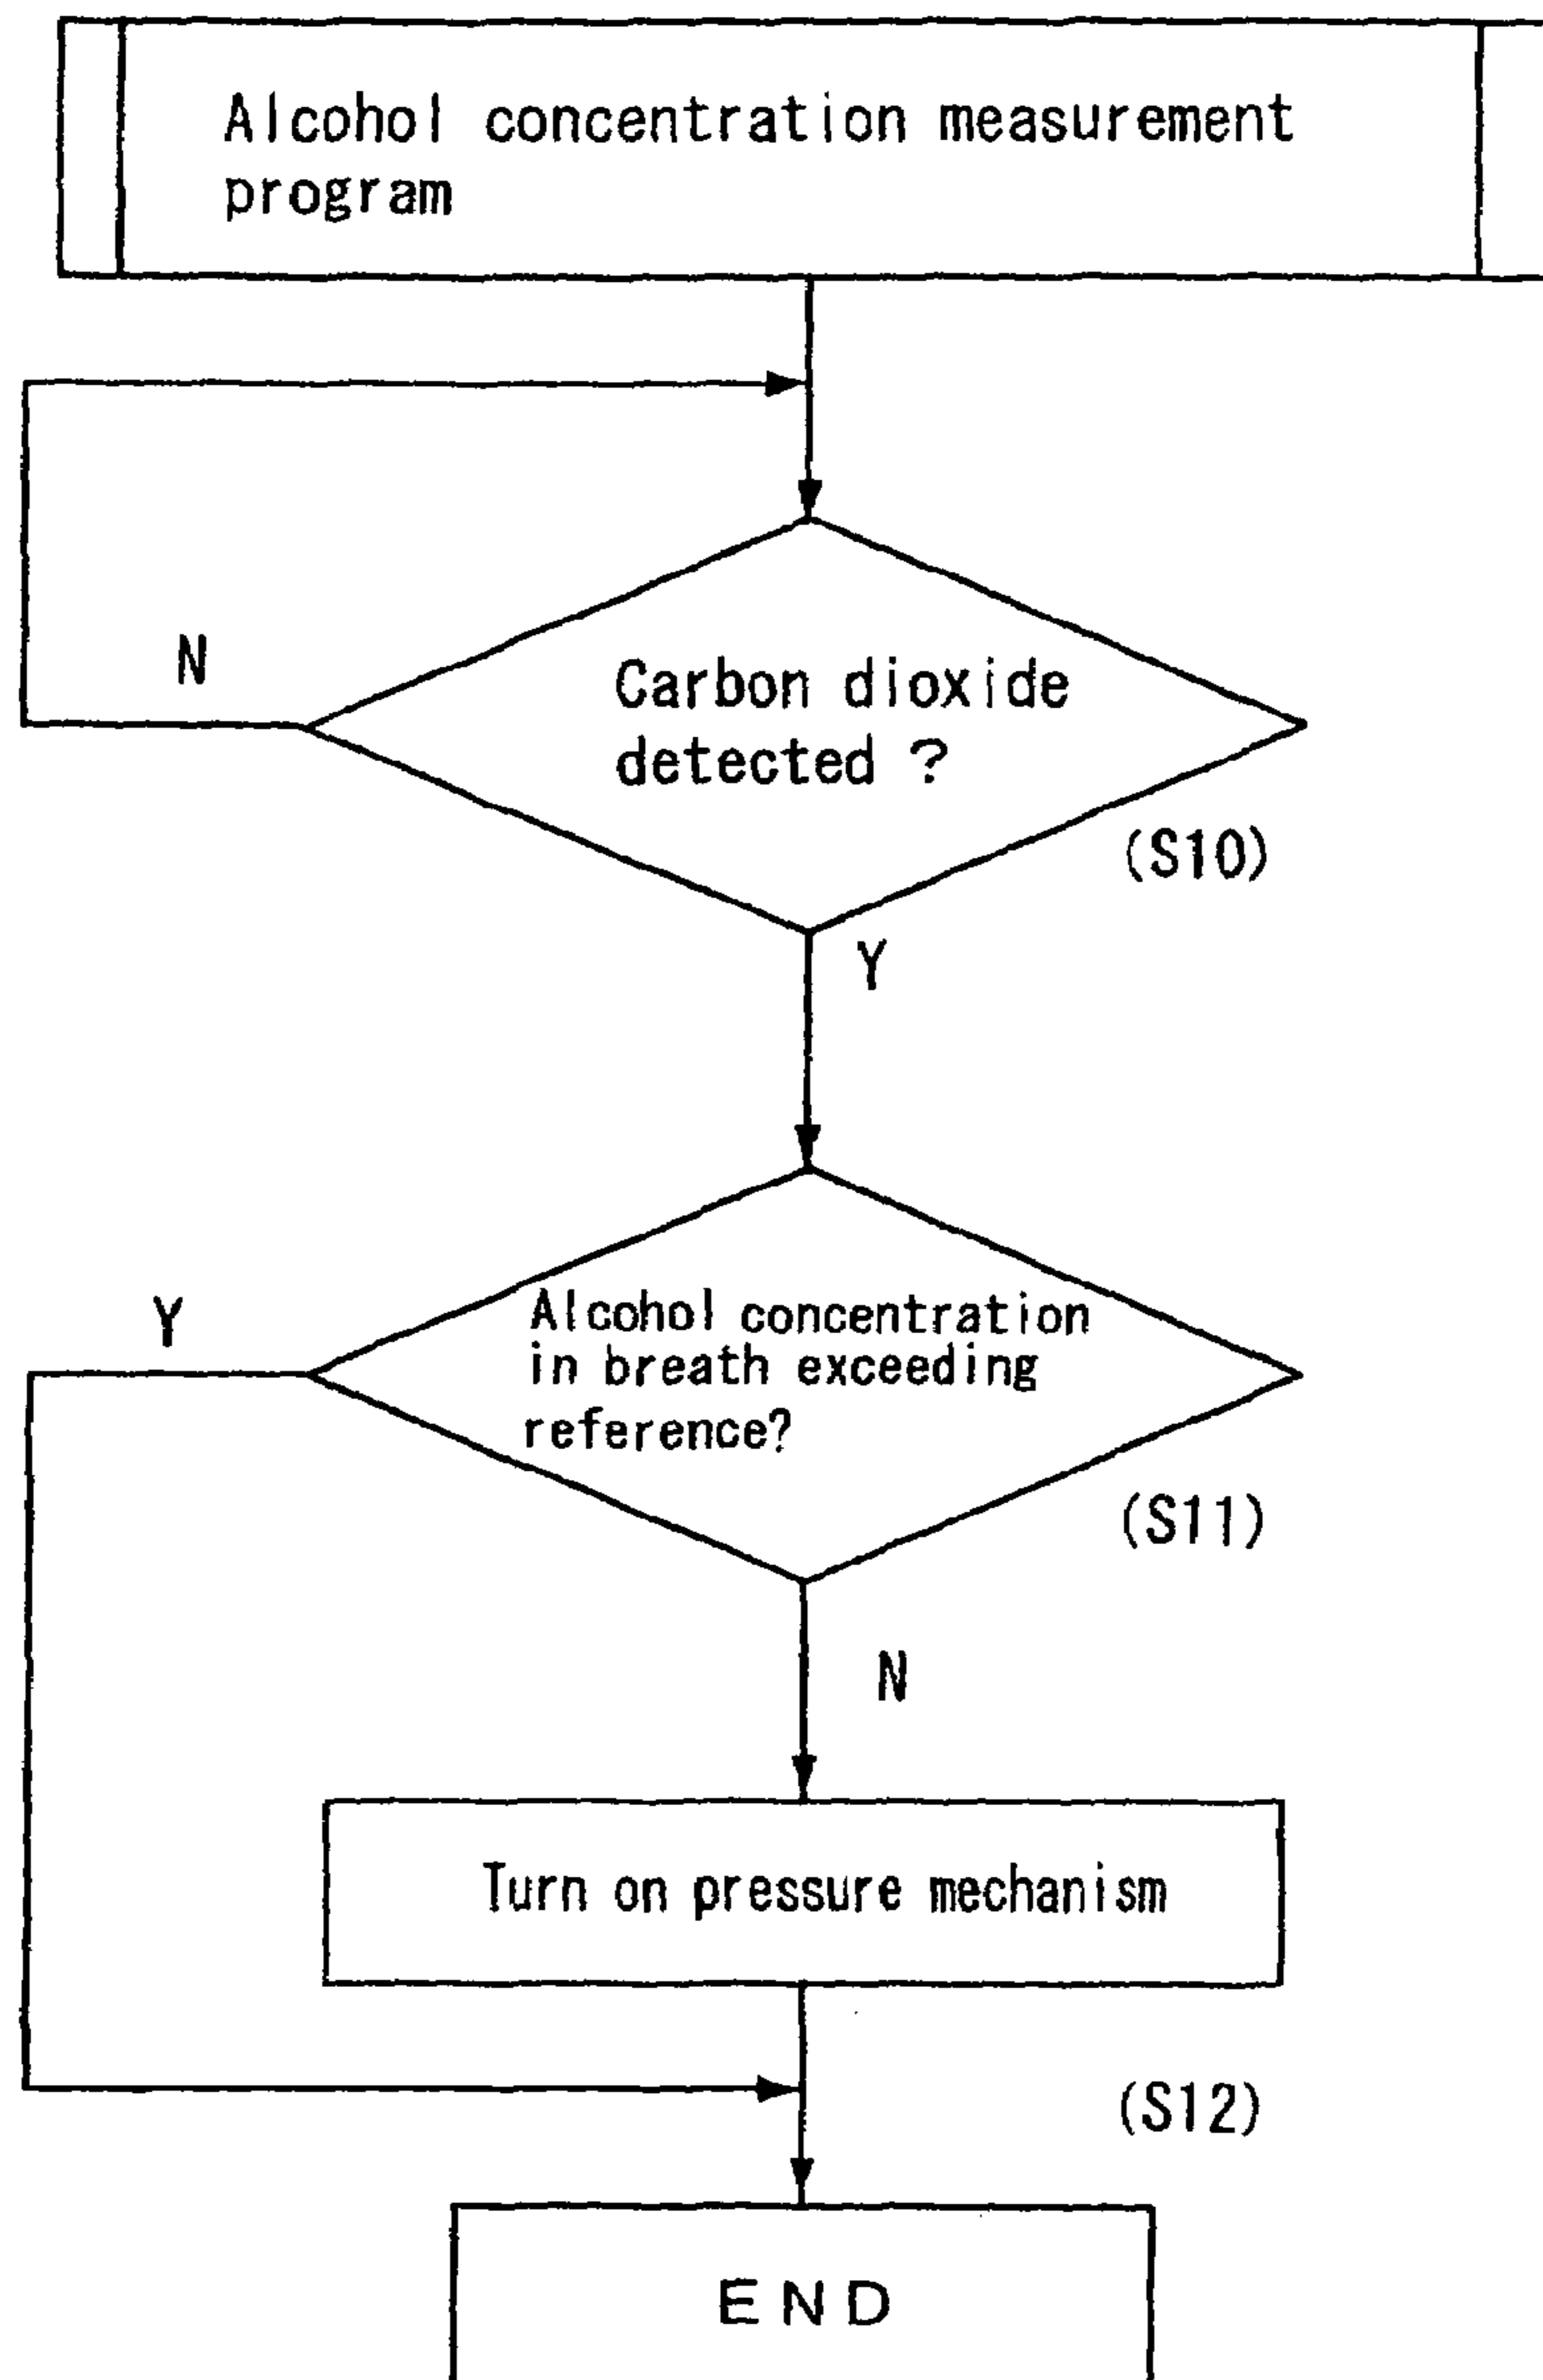 Alcohol concentration measurement
program
N
Carbon dioxide
detected ?
(S10)
Y
Y
Alcohol concentration
in breath exceeding
reference?
(S11)
N
Turn on pressure mechanism
(S12)
END